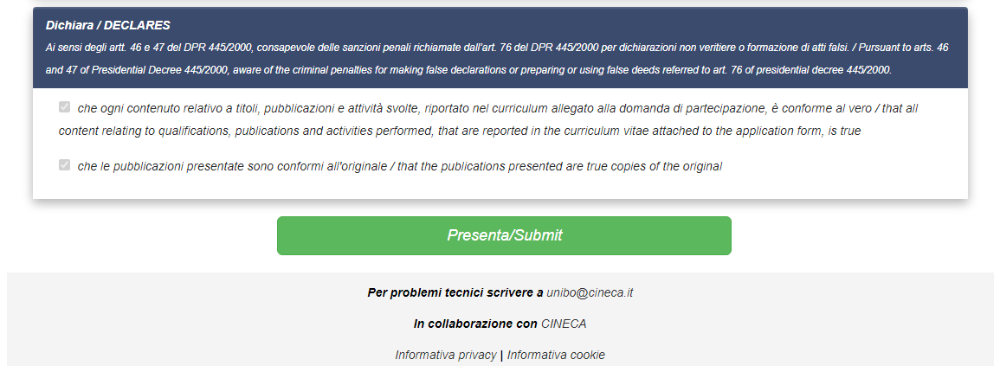 Dichiara / DECLARES
Ai sensi degli artt. 46 e 47 del DPR 445/2000, consapevole delle sanzioni penali richiamate dall'art. 76 del DPR 445/2000 per dichiarazioni non veritiere o formazione di atti falsi. / Pursuant to arts. 46
and 47 of Presidential Decree 445/2000, aware of the criminal penalties for making false declarations or preparing or using false deeds referred to art. 76 of presidential decree 445/2000.
che ogni contenuto relativo a titoli, pubblicazioni e attività svolte, riportato nel curriculum allegato alla domanda di partecipazione, è conforme al vero / that all
content relating to qualifications, publications and activities performed, that are reported in the curriculum vitae attached to the application form, is true
che le pubblicazioni presentate sono conformi all'originale / that the publications presented are true copies of the original
Presenta/Submit
Per problemi tecnici scrivere a unibo@cineca.it
In collaborazione con CINECA
Informativa privacy | Informativa cookie